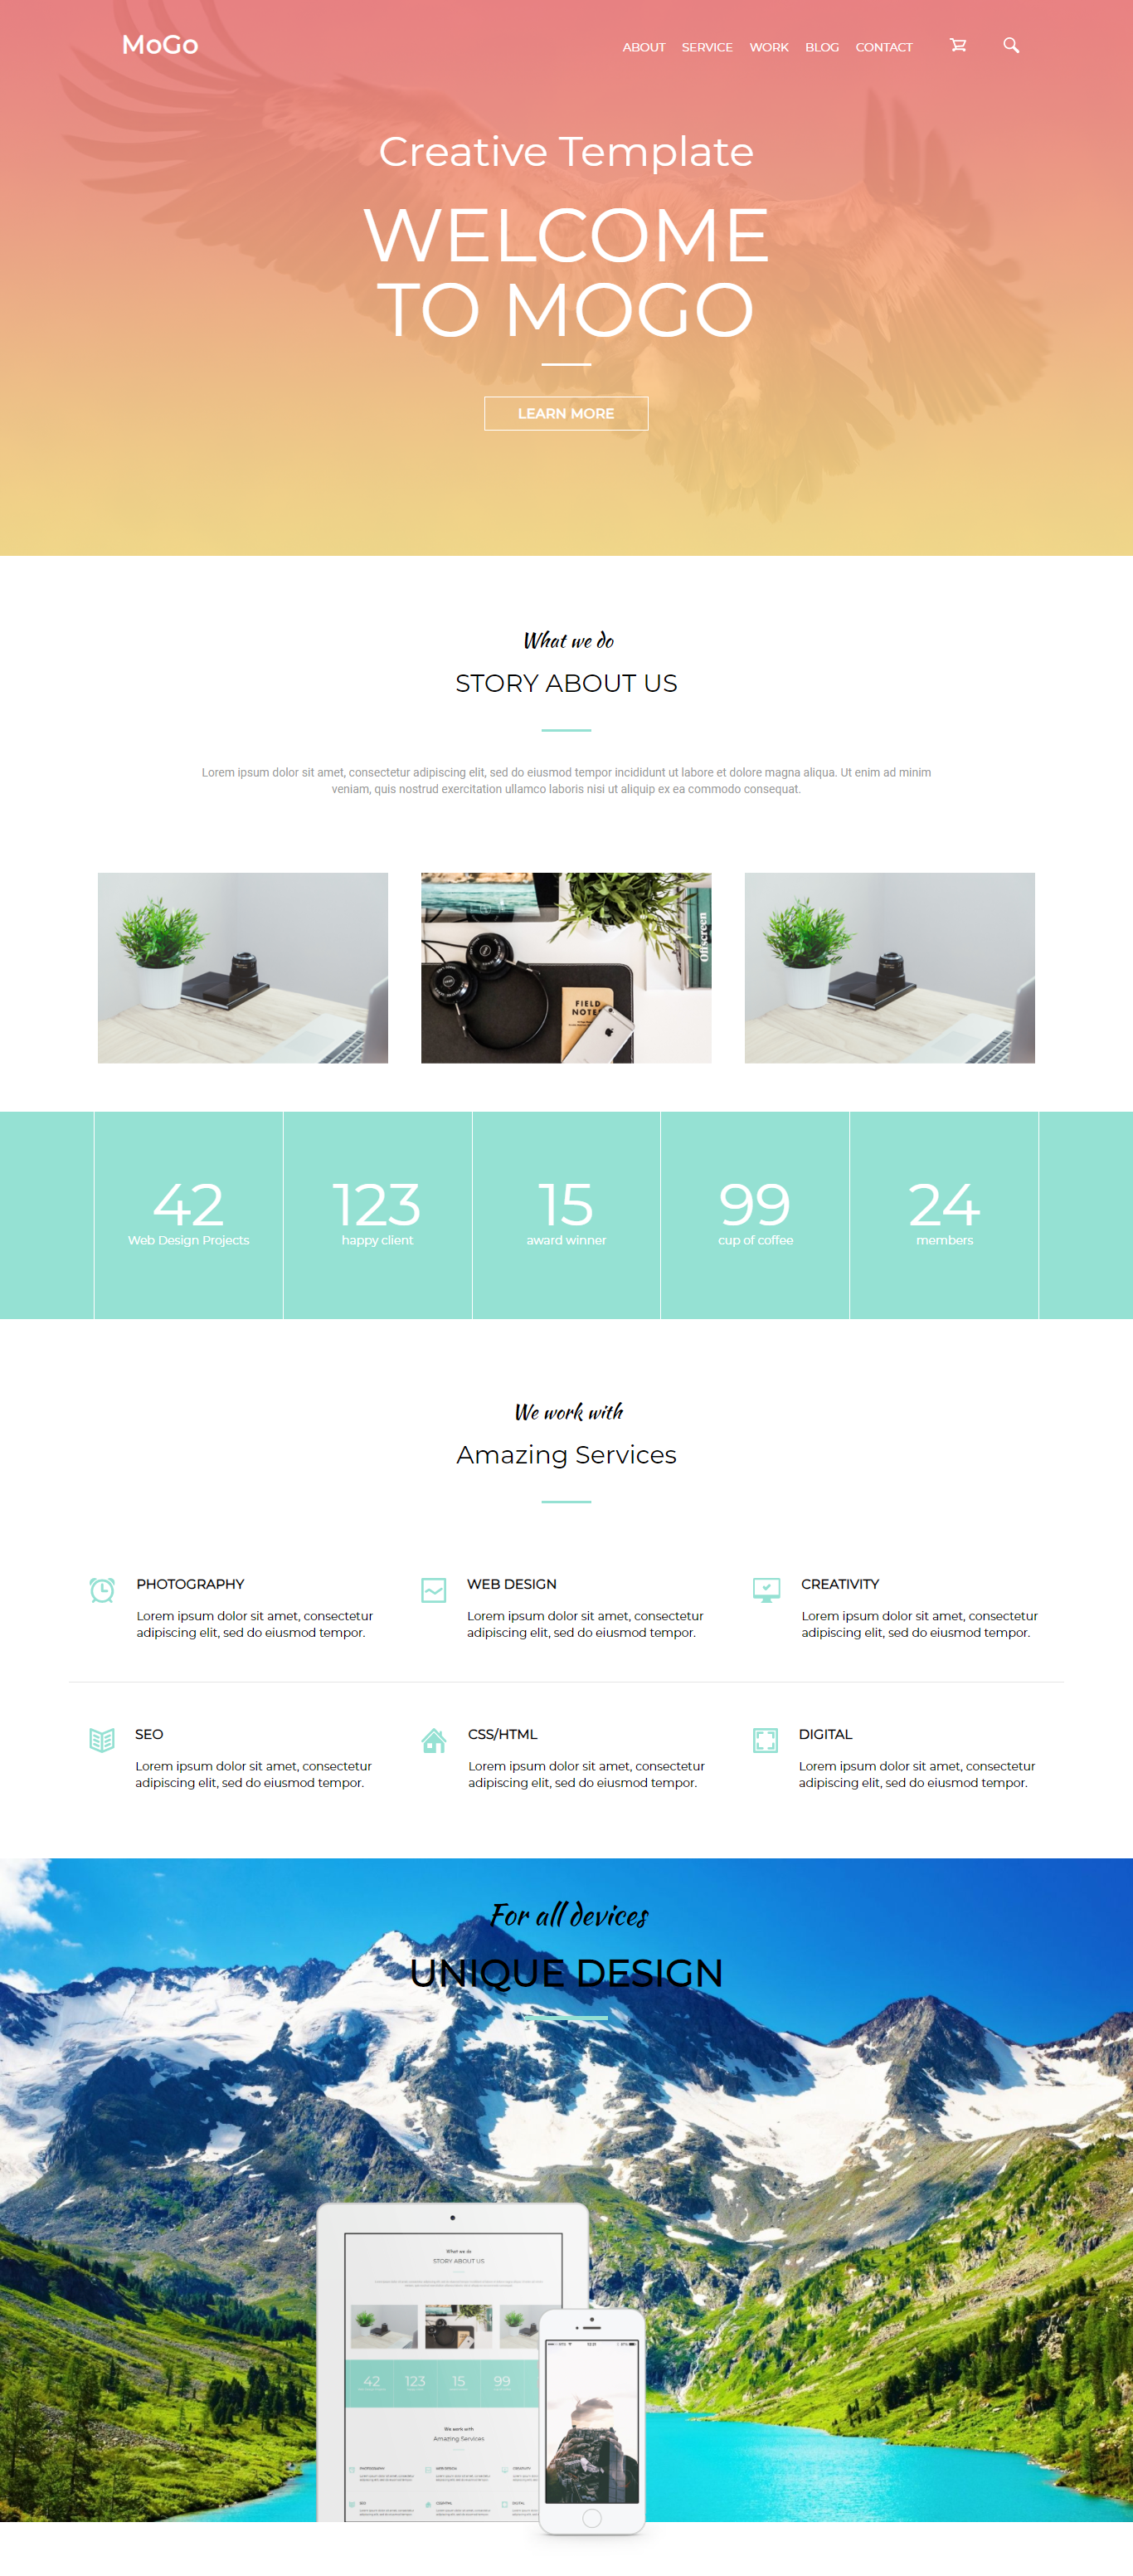 MoGo
ABOUT SERVICE WORK BLOG CONTACT
Creative Template
WELCOME
TO MOGO
LEARN MORE
What we do
STORY ABOUT US
Lorem ipsum dolor sit amet, consectetur adipiscing elit, sed do eiusmod tempor incididunt ut labore et dolore magna aliqua. Ut enim ad minim
veniam, quis nostrud exercitation ullamco laboris nisi ut aliquip ex ea commodo consequat.
Offscreen
FIELD
NOTES
42
Web Design Projects
123
happy client
15
award winner
99
cup of coffee
24
members
We work with
Amazing Services
PHOTOGRAPHY
Lorem ipsum dolor sit amet, consectetur
adipiscing elit, sed do eiusmod tempor.
WEB DESIGN
Lorem ipsum dolor sit amet, consectetur
adipiscing elit, sed do eiusmod tempor.
CREATIVITY
Lorem ipsum dolor sit amet, consectetur
adipiscing elit, sed do eiusmod tempor.
SEO
Lorem ipsum dolor sit amet, consectetur
adipiscing elit, sed do eiusmod tempor.
CSS/HTML
Lorem ipsum dolor sit amet, consectetur
adipiscing elit, sed do eiusmod tempor.
DIGITAL
Lorem ipsum dolor sit amet, consectetur
adipiscing elit, sed do eiusmod tempor.
For all devices
UNIQUE DESIGN
What we do
STORY ABOUT US
42 123 15 99
We work with
Amazing Services